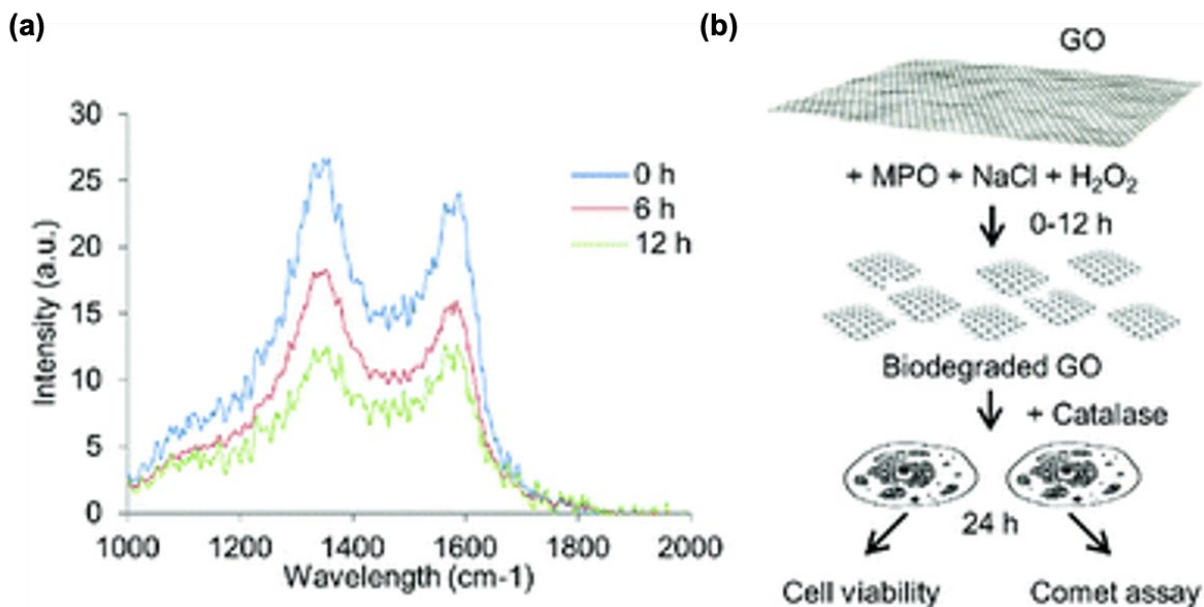 (a)
30
25
20
15
10
5
0
Intensity (a.u.)
0 h
6 h
12 h
1000 1200 1400 1600 1800 2000
Wavelength (cm-1)
(b)
GO
+ MPO + NaCl + H₂O₂
0-12 h
Biodegraded GO
+ Catalase
24 h
Cell viability Comet assay